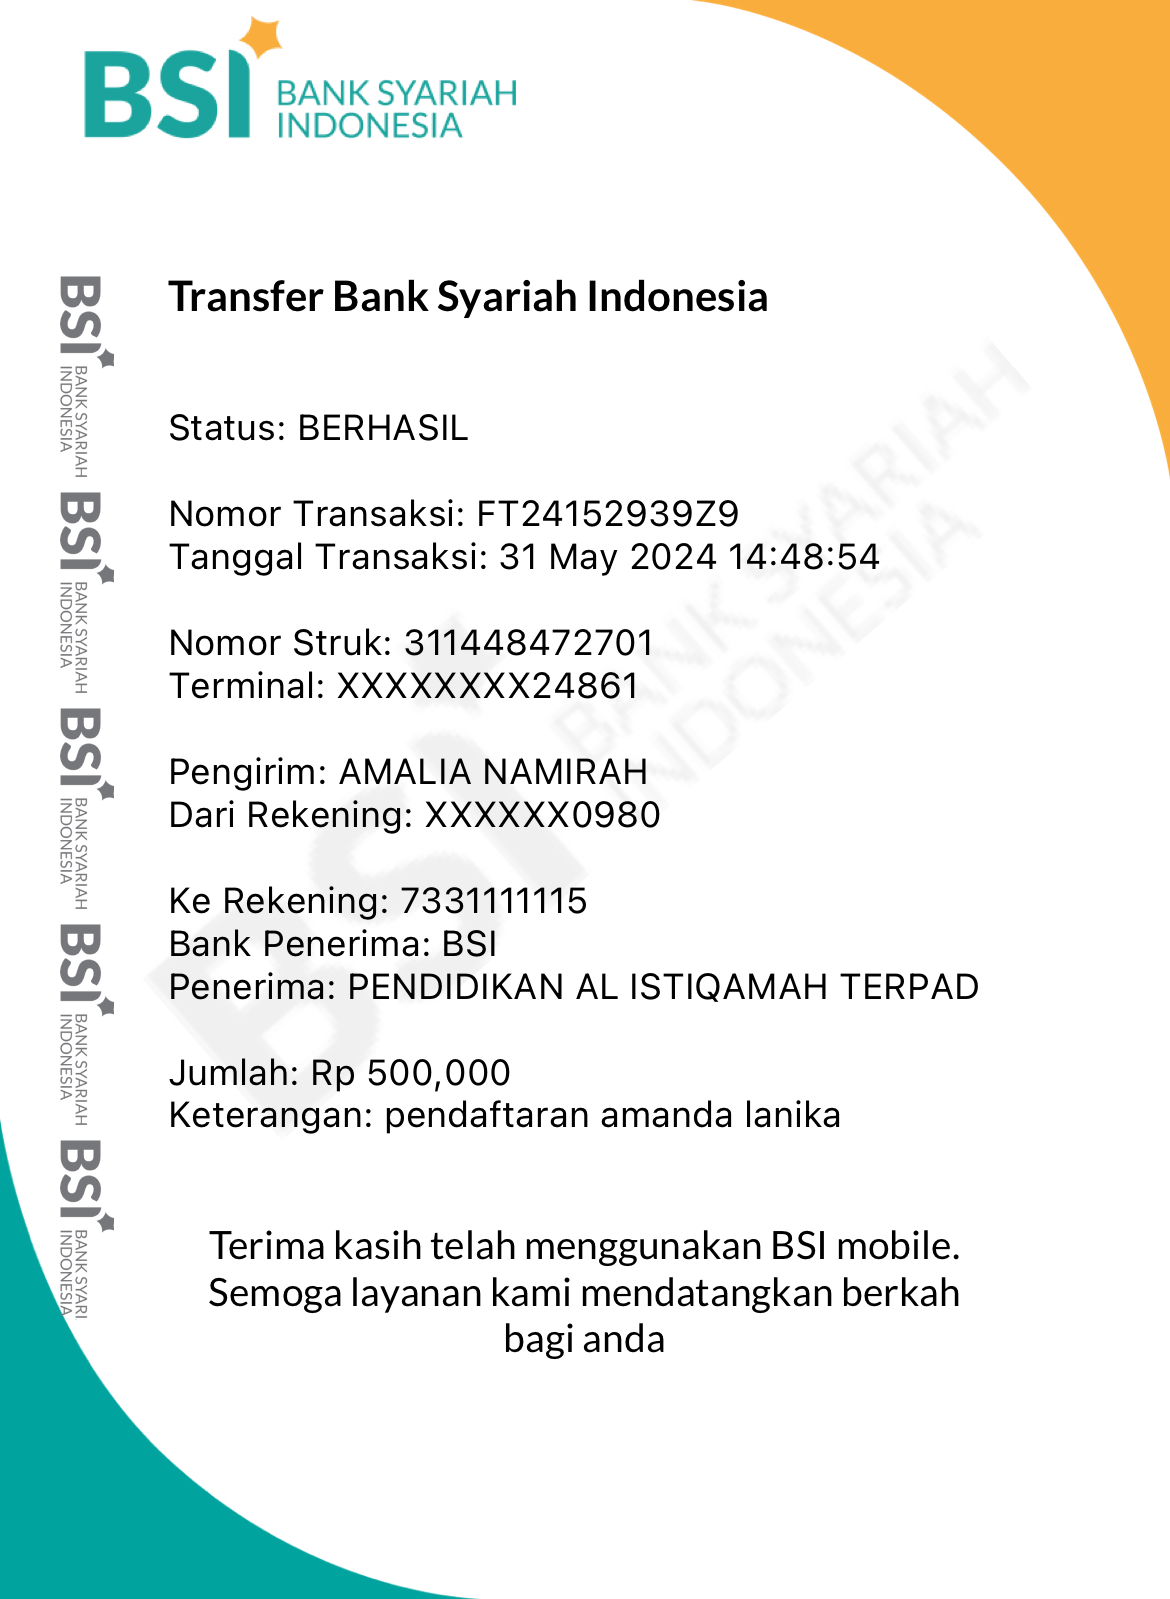 BSI BANK SYARIAH
INDONESIA
Transfer Bank Syariah Indonesia
Status: BERHASIL
Nomor Transaksi: FT24152939Z9
Tanggal Transaksi: 31 May 2024 14:48:54
Nomor Struk: 311448472701
Terminal: XXXXXXXX24861
Pengirim: AMALIA NAMIRAH
Dari Rekening: XXXXXX0980
Ke Rekening: 7331111115
Bank Penerima: BSI
Penerima: PENDIDIKAN AL ISTIQAMAH TERPAD
Jumlah: Rp 500,000
Keterangan: pendaftaran amanda lanika
Terima kasih telah menggunakan BSI mobile.
Semoga layanan kami mendatangkan berkah
bagi anda
BSI BANK SYARIAH
INDONESIA
BSI BANK SYARIAH
INDONESIA
BSI BANK SYARIAH
INDONESIA
BSI BANK SYARIAH
INDONESIA
BSI BANK SYARI
INDONESIA
BSI BANK SYARIAH
INDONESIA